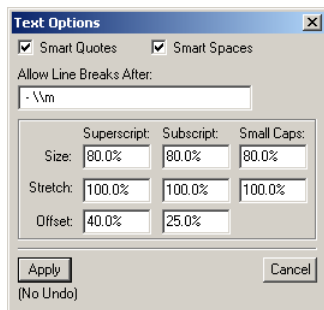 Text Options
Smart Quotes Smart Spaces
Allow Line Breaks After:
- \\m
Superscript: Subscript: Small Caps:
Size: 80.0% 80.0% 80.0%
Stretch: 100.0% 100.0% 100.0%
Offset: 40.0% 25.0%
Apply Cancel
(No Undo)